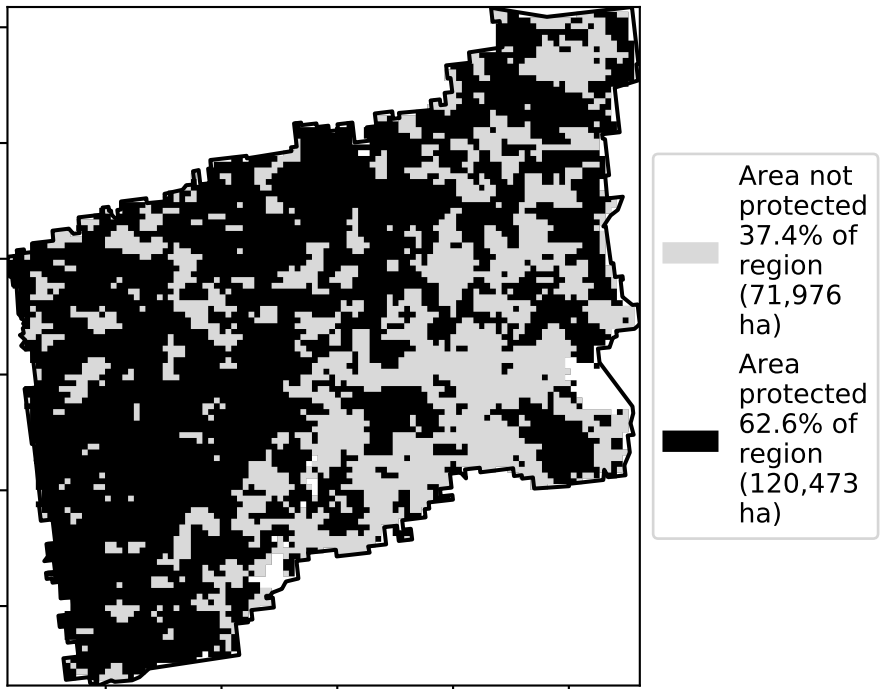 Area not
protected
37.4% of
region
(71,976
ha)
Area
protected
62.6% of
region
(120,473
ha)